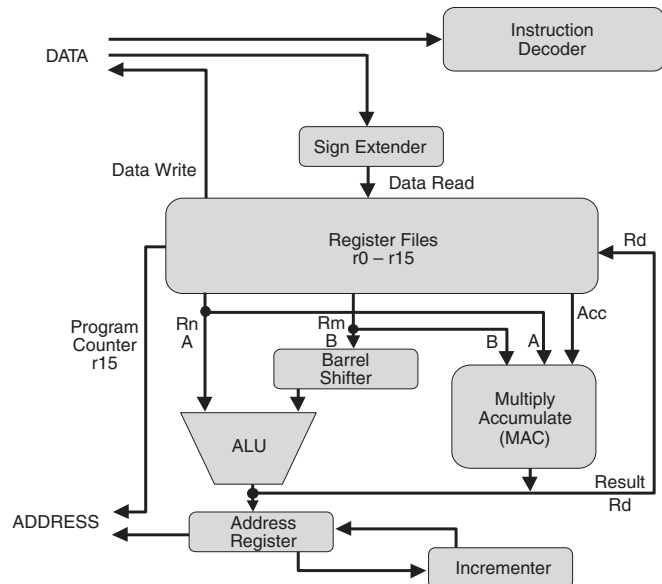 Instruction
Decoder
DATA
Sign Extender
Data Write
Data Read
Register Files
r0 – r15
Rd
Program
Counter
r15
Rn
A
Rm
B
Acc
B
A
Barrel
Shifter
Multiply
Accumulate
(MAC)
ALU
Result
Rd
ADDRESS
Address
Register
Incrementer